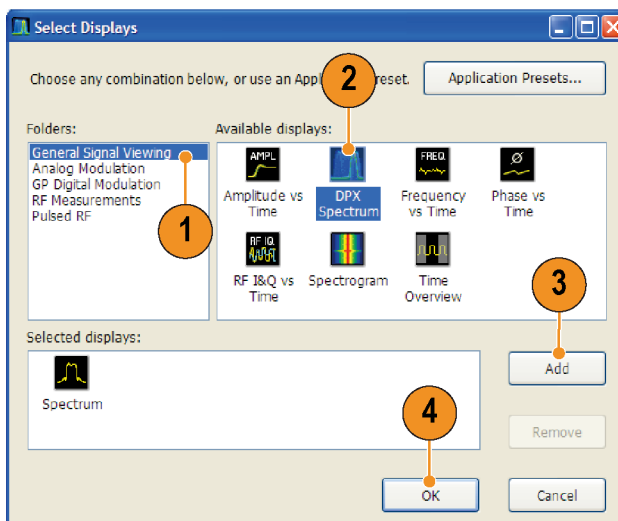 Select Displays
2
Choose any combination below, or use an Appl reset.
Application Presets...
Folders:
Available displays:
General Signal Viewing
Analog Modulation
GP Digital Modulation
RF Measurements
Pulsed RF
1
AMPL
FREQ
Ø
Amplitude vs Time
DPX Spectrum
Frequency vs Time
Phase vs Time
RF IQ
RF I&Q vs Time
Spectrogram
Time Overview
3
Selected displays:
Add
Spectrum
4
Remove
OK
Cancel